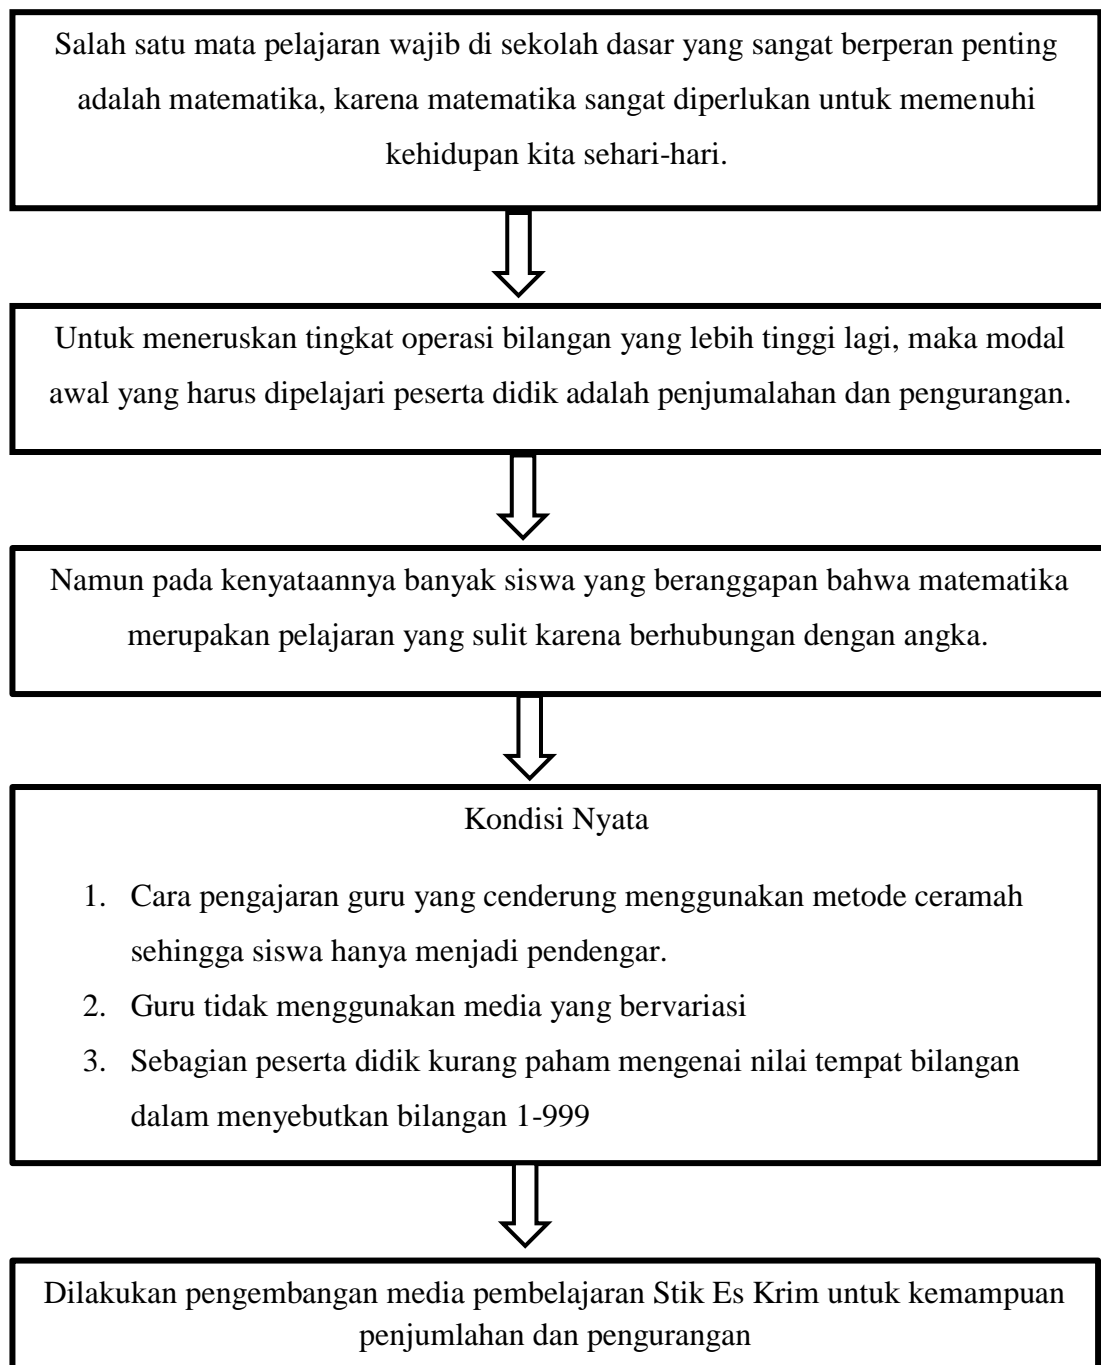 Salah satu mata pelajaran wajib di sekolah dasar yang sangat berperan penting
adalah matematika, karena matematika sangat diperlukan untuk memenuhi
kehidupan kita sehari-hari.
Untuk meneruskan tingkat operasi bilangan yang lebih tinggi lagi, maka modal
awal yang harus dipelajari peserta didik adalah penjumalahan dan pengurangan.
Namun pada kenyataannya banyak siswa yang beranggapan bahwa matematika
merupakan pelajaran yang sulit karena berhubungan dengan angka.
Kondisi Nyata
1. Cara pengajaran guru yang cenderung menggunakan metode ceramah
sehingga siswa hanya menjadi pendengar.
2. Guru tidak menggunakan media yang bervariasi
3. Sebagian peserta didik kurang paham mengenai nilai tempat bilangan
dalam menyebutkan bilangan 1-999
Dilakukan pengembangan media pembelajaran Stik Es Krim untuk kemampuan
penjumlahan dan pengurangan